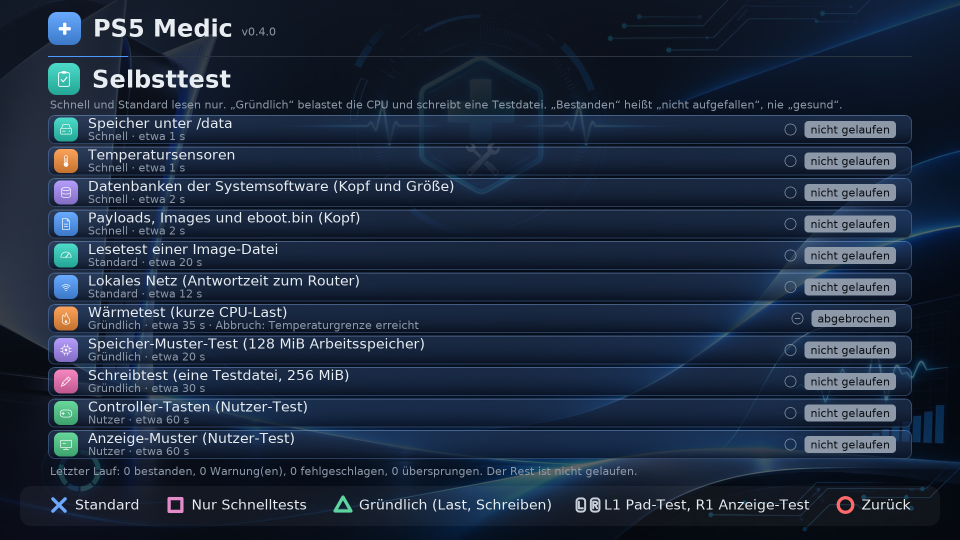 PS5 Medic v0.4.0
Selbsttest
Schnell und Standard lesen nur. „Gründlich“ belastet die CPU und schreibt eine Testdatei. „Bestanden“ heißt „nicht aufgefallen“, nie „gesund“.
Speicher unter /data
Schnell · etwa 1 s
nicht gelaufen
Temperatursensoren
Schnell · etwa 1 s
nicht gelaufen
Datenbanken der Systemsoftware (Kopf und Größe)
Schnell · etwa 2 s
nicht gelaufen
Payloads, Images und eboot.bin (Kopf)
Schnell · etwa 2 s
nicht gelaufen
Lesetest einer Image-Datei
Standard · etwa 20 s
nicht gelaufen
Lokales Netz (Antwortzeit zum Router)
Standard · etwa 12 s
nicht gelaufen
Wärmetest (kurze CPU-Last)
Gründlich · etwa 35 s · Abbruch: Temperaturgrenze erreicht
abgebrochen
Speicher-Muster-Test (128 MiB Arbeitsspeicher)
Gründlich · etwa 20 s
nicht gelaufen
Schreibtest (eine Testdatei, 256 MiB)
Gründlich · etwa 30 s
nicht gelaufen
Controller-Tasten (Nutzer-Test)
Nutzer · etwa 60 s
nicht gelaufen
Anzeige-Muster (Nutzer-Test)
Nutzer · etwa 60 s
nicht gelaufen
Letzter Lauf: 0 bestanden, 0 Warnung(en), 0 fehlgeschlagen, 0 übersprungen. Der Rest ist nicht gelaufen.
Standard Nur Schnelltests Gründlich (Last, Schreiben) L R L1 Pad-Test, R1 Anzeige-Test Zurück